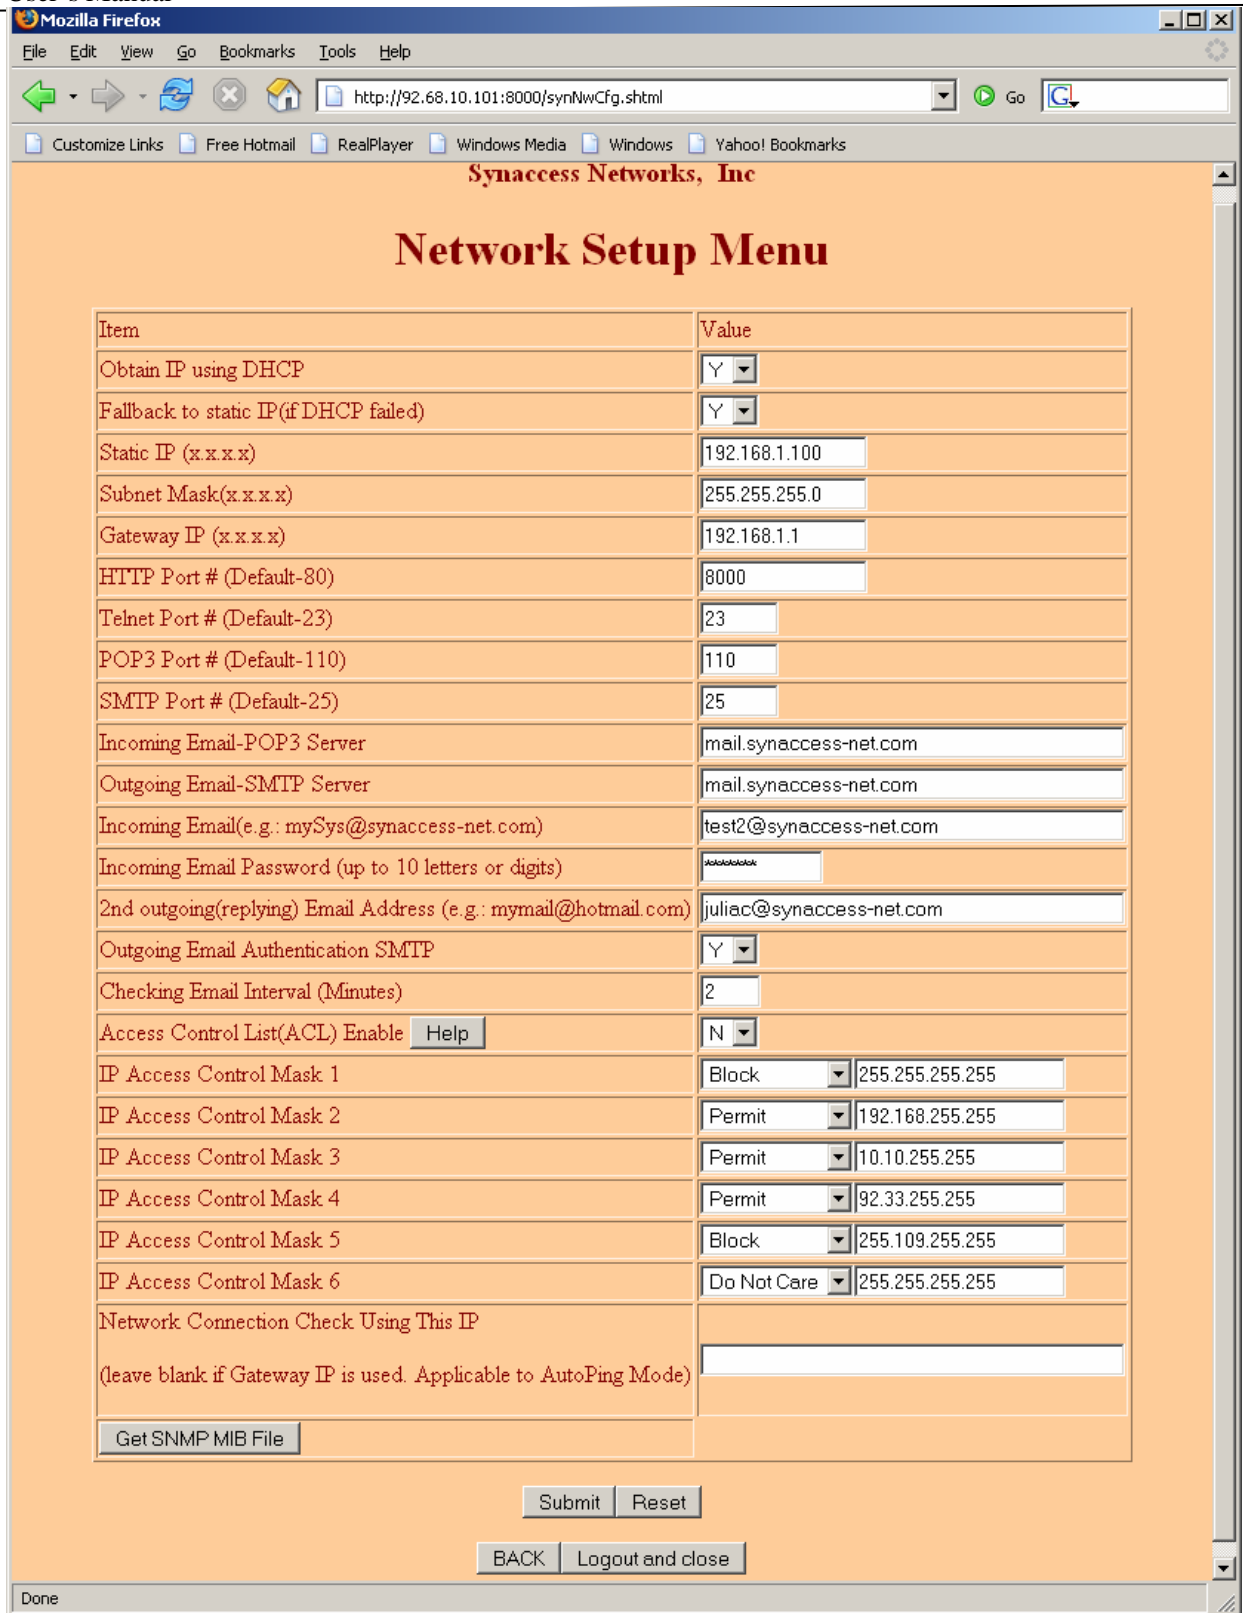 User's Manual
Mozilla Firefox
File Edit View Go Bookmarks Tools Help
http://92.68.10.101:8000/synNwCfg.shtml Go G
Customize Links Free Hotmail RealPlayer Windows Media Windows Yahoo! Bookmarks
Synaccess Networks, Inc
Network Setup Menu
Item Value
Obtain IP using DHCP Y
Fallback to static IP(if DHCP failed) Y
Static IP (x.x.x.x) 192.168.1.100
Subnet Mask(x.x.x.x) 255.255.255.0
Gateway IP (x.x.x.x) 192.168.1.1
HTTP Port # (Default-80) 8000
Telnet Port # (Default-23) 23
POP3 Port # (Default-110) 110
SMTP Port # (Default-25) 25
Incoming Email-POP3 Server mail.synaccess-net.com
Outgoing Email-SMTP Server mail.synaccess-net.com
Incoming Email(e.g.: mySys@synaccess-net.com) test2@synaccess-net.com
Incoming Email Password (up to 10 letters or digits) ********
2nd outgoing(replying) Email Address (e.g.: mymail@hotmail.com) juliac@synaccess-net.com
Outgoing Email Authentication SMTP Y
Checking Email Interval (Minutes) 2
Access Control List(ACL) Enable Help N
IP Access Control Mask 1 Block 255.255.255.255
IP Access Control Mask 2 Permit 192.168.255.255
IP Access Control Mask 3 Permit 10.10.255.255
IP Access Control Mask 4 Permit 92.33.255.255
IP Access Control Mask 5 Block 255.109.255.255
IP Access Control Mask 6 Do Not Care 255.255.255.255
Network Connection Check Using This IP
(leave blank if Gateway IP is used. Applicable to AutoPing Mode)
Get SNMP MIB File
Submit Reset
BACK Logout and close
Done